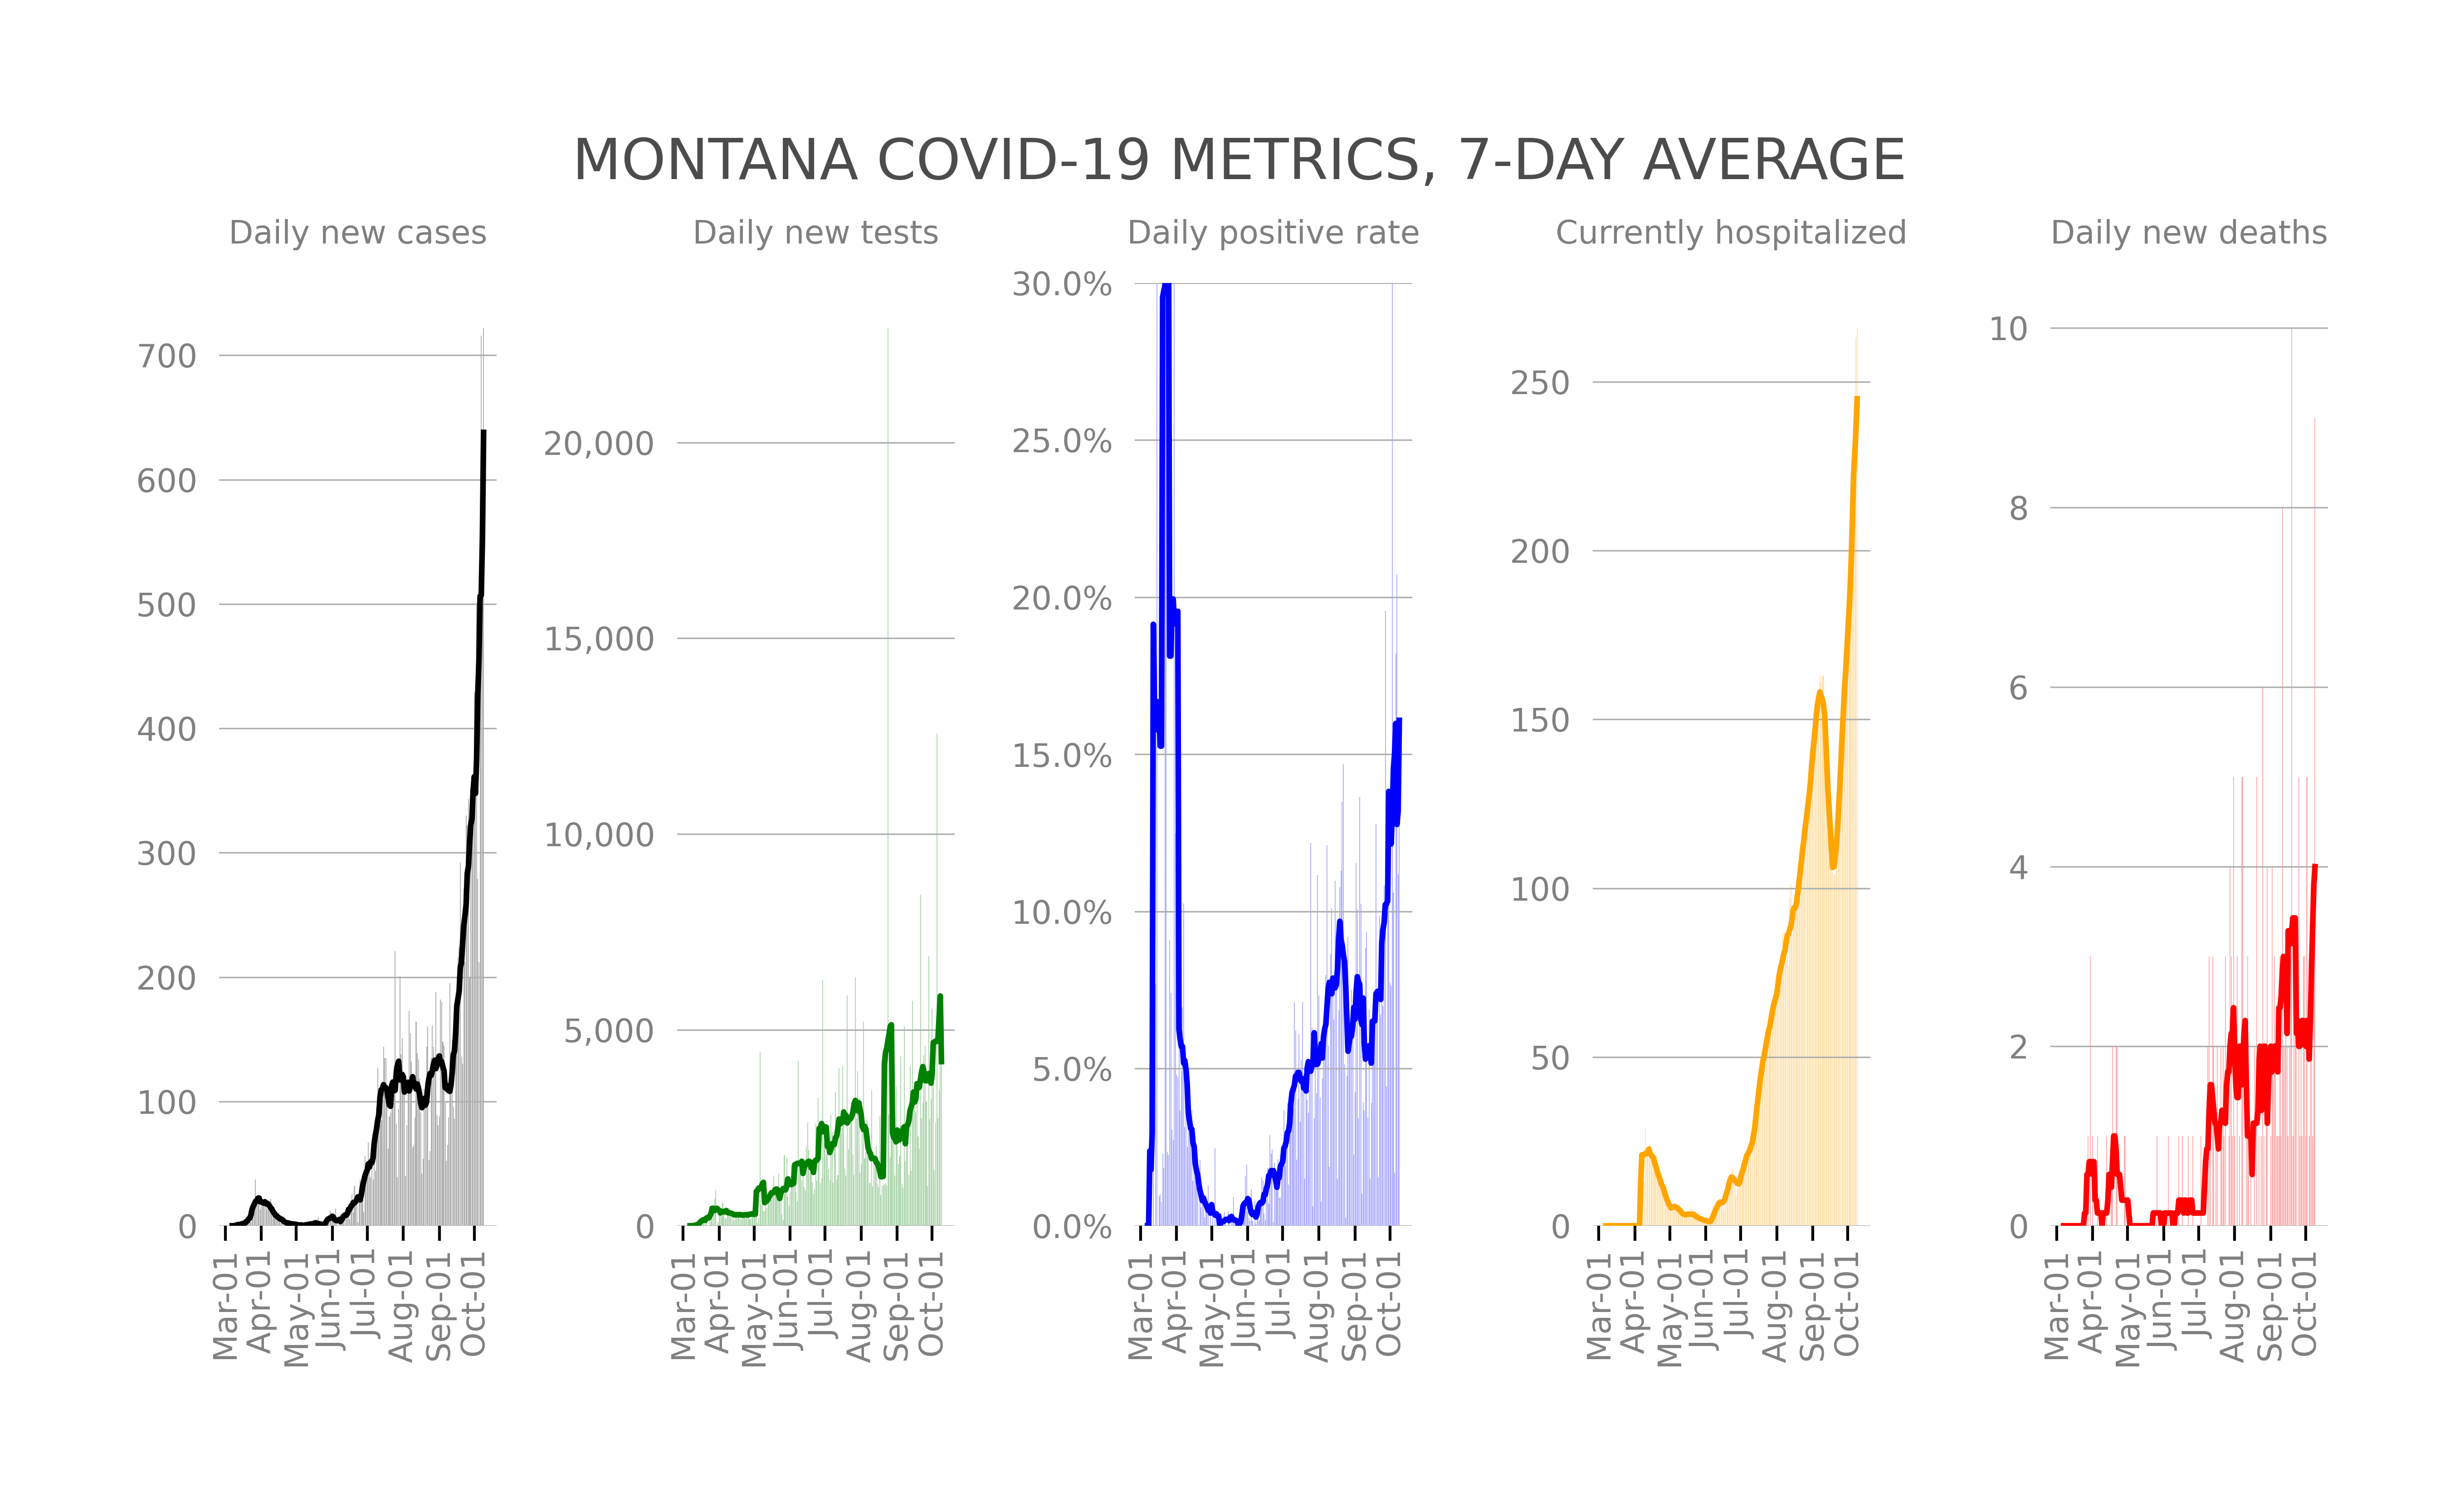 MONTANA COVID-19 METRICS, 7-DAY AVERAGE
Daily new cases
700
600
500
400
300
200
100
0
Mar-01
Apr-01
May-01
Jun-01
Jul-01
Aug-01
Sep-01
Oct-01
Daily new tests
20,000
15,000
10,000
5,000
0
Mar-01
Apr-01
May-01
Jun-01
Jul-01
Aug-01
Sep-01
Oct-01
Daily positive rate
30.0%
25.0%
20.0%
15.0%
10.0%
5.0%
0.0%
Mar-01
Apr-01
May-01
Jun-01
Jul-01
Aug-01
Sep-01
Oct-01
Currently hospitalized
250
200
150
100
50
0
Mar-01
Apr-01
May-01
Jun-01
Jul-01
Aug-01
Sep-01
Oct-01
Daily new deaths
10
8
6
4
2
0
Mar-01
Apr-01
May-01
Jun-01
Jul-01
Aug-01
Sep-01
Oct-01